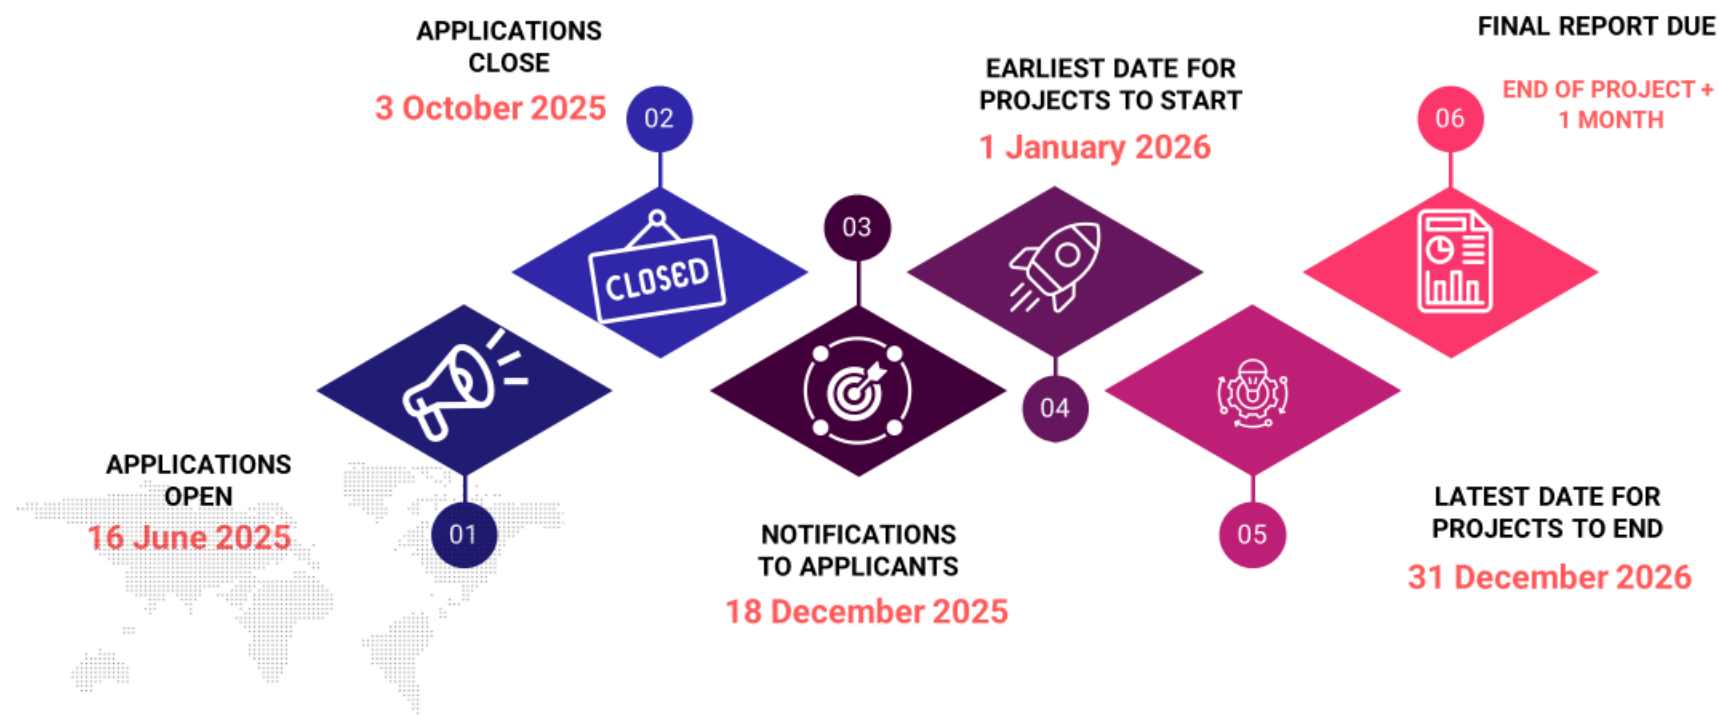 APPLICATIONS
OPEN
16 June 2025
01
APPLICATIONS
CLOSE
3 October 2025
02
CLOSED
03
NOTIFICATIONS
TO APPLICANTS
18 December 2025
EARLIEST DATE FOR
PROJECTS TO START
1 January 2026
04
05
LATEST DATE FOR
PROJECTS TO END
31 December 2026
FINAL REPORT DUE
END OF PROJECT +
1 MONTH
06